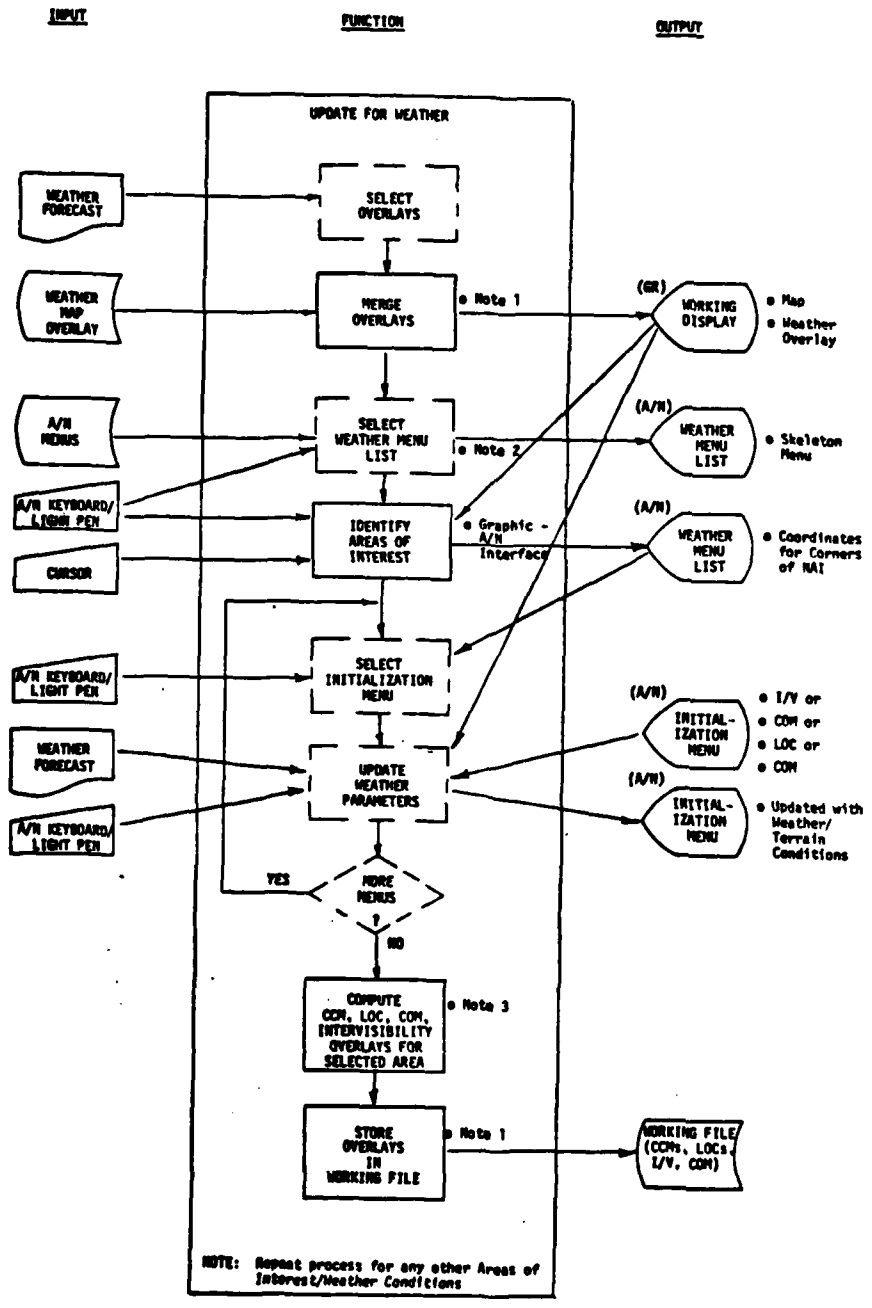 INPUT
FUNCTION
OUTPUT
UPDATE FOR WEATHER
WEATHER
FORECAST
SELECT
OVERLAYS
WEATHER
MAP
OVERLAY
MERGE
OVERLAYS
● Note 1
(GR)
WORKING
DISPLAY
● Map
● Weather
Overlay
A/N
MENUS
SELECT
WEATHER MENU
LIST
● Note 2
(A/N)
WEATHER
MENU
LIST
● Skeleton
Menu
A/N KEYBOARD/
LIGHN PEN
CURSOR
IDENTIFY
AREAS OF
INTEREST
● Graphic -
A/N
Interface
(A/N)
WEATHER
MENU
LIST
● Coordinates
for Corners
of NAI
A/N KEYBOARD/
LIGHT PEN
SELECT
INITIALIZATION
MENU
(A/N)
INITIAL-
IZATION
MENU
● I/V or
● COM or
● LOC or
● COM
WEATHER
FORECAST
A/N KEYBOARD/
LIGHT PEN
UPDATE
WEATHER
PARAMETERS
(A/N)
INITIAL-
IZATION
MENU
● Updated with
Weather/
Terrain
Conditions
YES
MORE
MENUS
?
NO
COMPUTE
CCM, LOC, COM,
INTERVISIBILITY
OVERLAYS FOR
SELECTED AREA
● Note 3
STORE
OVERLAYS
IN
WORKING FILE
● Note 1
WORKING FILE
(CCMs, LOCs,
I/V, COM)
NOTE: Repeat process for any other Areas of
Interest/Weather Conditions